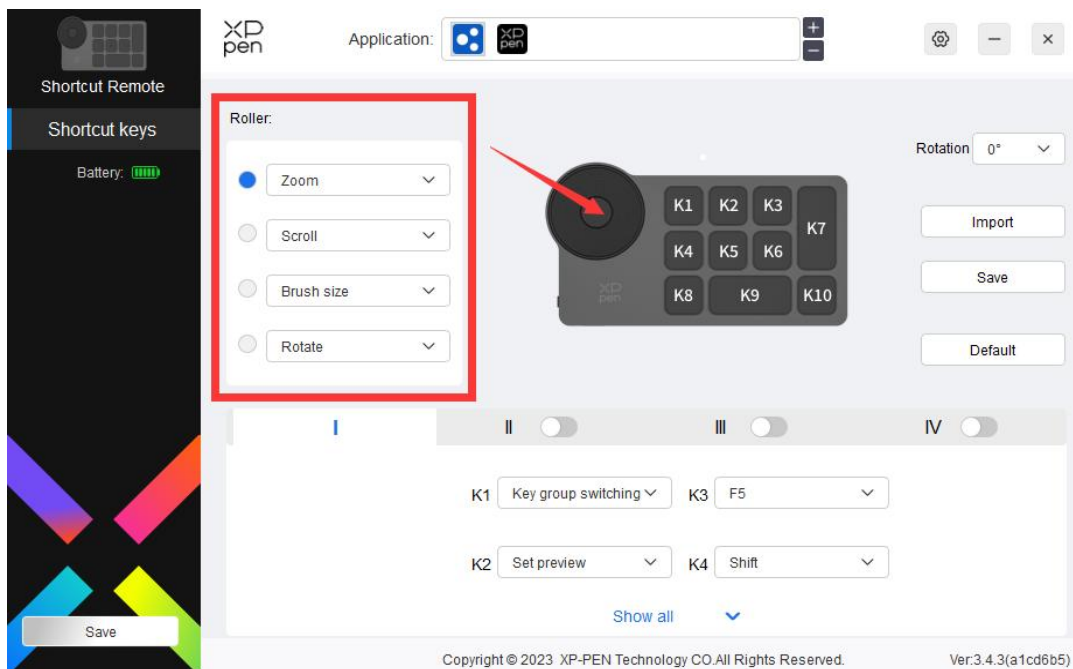 XP
pen
Application:
XP
pen
+
−
Shortcut Remote
Shortcut keys
Battery:
Roller:
Zoom
Scroll
Brush size
Rotate
K1 K2 K3
K7
K4 K5 K6
K8 K9 K10
XP
pen
Rotation 0°
Import
Save
Default
I II III IV
K1 Key group switching K3 F5
K2 Set preview K4 Shift
Show all
Save
Copyright © 2023 XP-PEN Technology CO.All Rights Reserved. Ver:3.4.3(a1cd6b5)